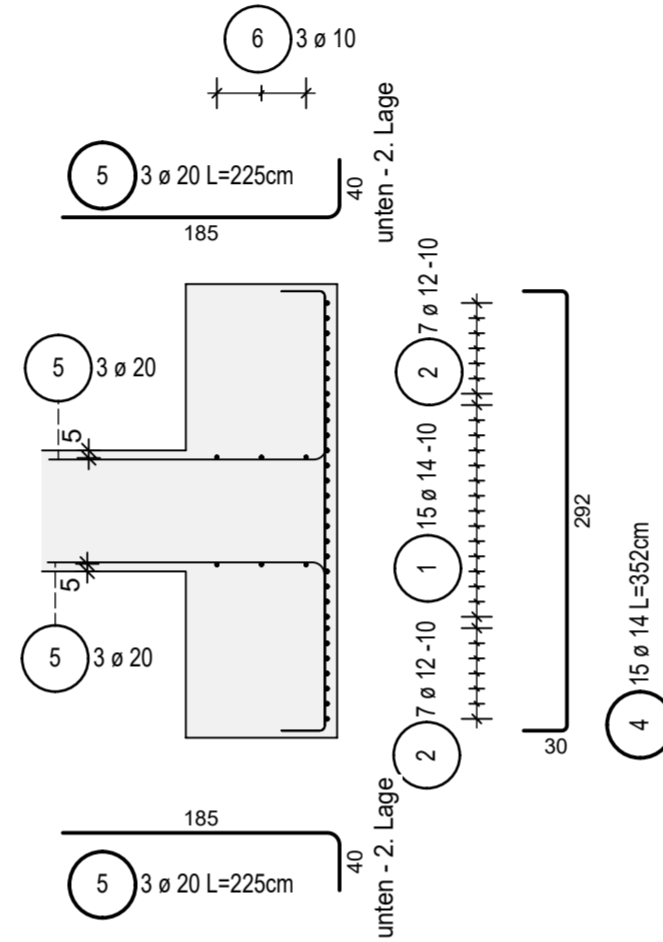 6 3 ø 10
5 3 ø 20 L=225cm
185
40
unten - 2. Lage
5 3 ø 20
5
5
5 3 ø 20
2 7 ø 12 -10
1 15 ø 14 -10
2 7 ø 12 -10
292
30
4 15 ø 14 L=352cm
185
40
unten - 2. Lage
5 3 ø 20 L=225cm